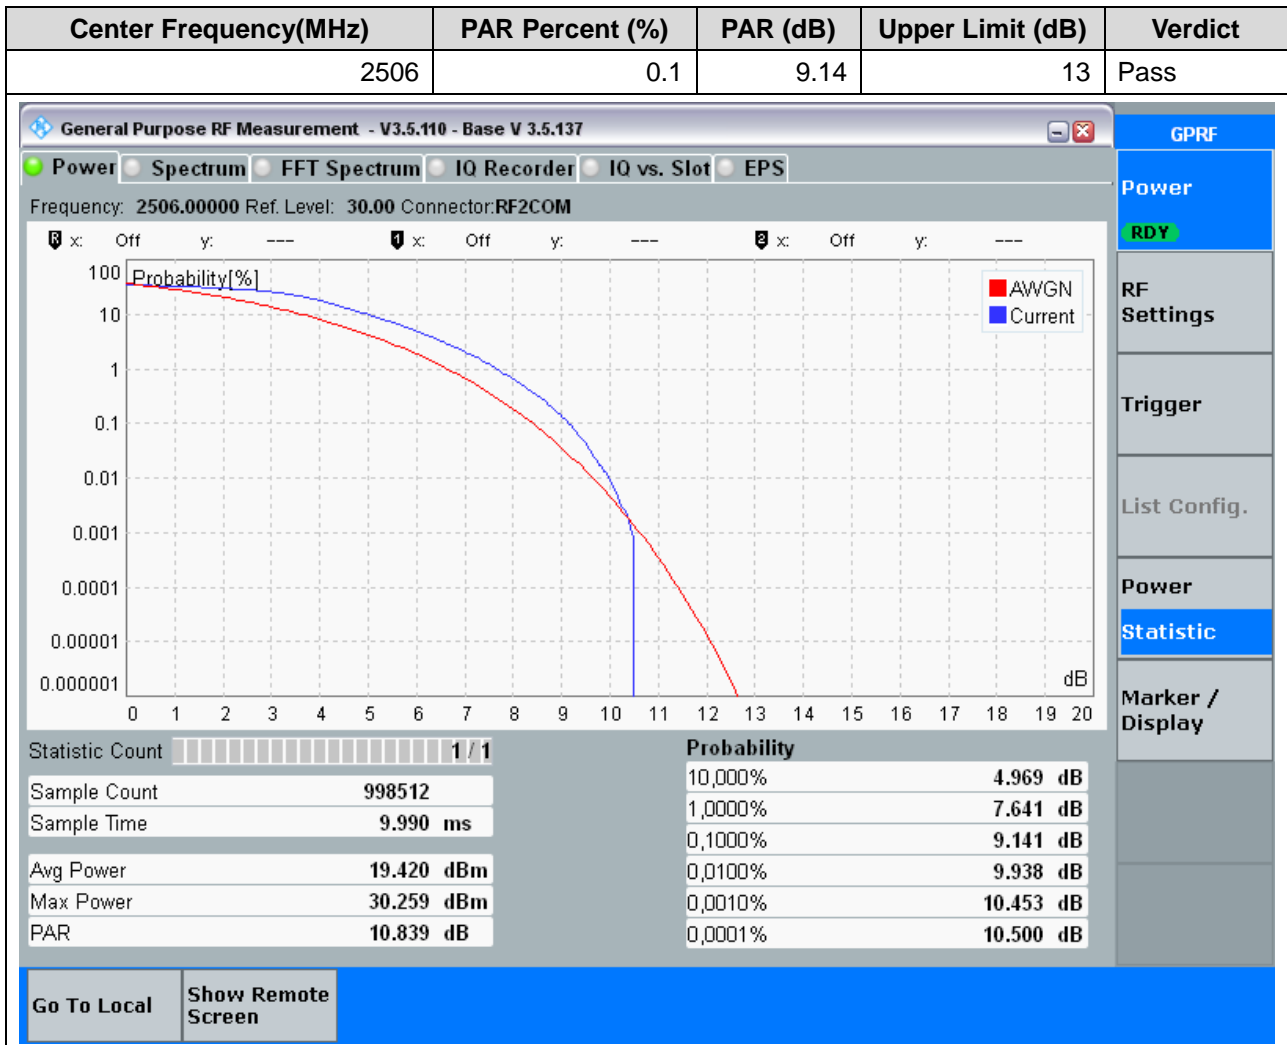 Center Frequency(MHz) PAR Percent (%) PAR (dB) Upper Limit (dB) Verdict
2506 0.1 9.14 13 Pass
General Purpose RF Measurement - V3.5.110 - Base V 3.5.137
GPRF
Power Spectrum FFT Spectrum IQ Recorder IQ vs. Slot EPS
Power
RDY
Frequency: 2506.00000 Ref. Level: 30.00 Connector:RF2COM
R x: Off y: --- 1 x: Off y: --- 2 x: Off y: ---
Probability[%]
AWGN
Current
100
10
1
0.1
0.01
0.001
0.0001
0.00001
0.000001
dB
0 1 2 3 4 5 6 7 8 9 10 11 12 13 14 15 16 17 18 19 20
RF
Settings
Trigger
List Config.
Power
Statistic
Marker /
Display
Statistic Count 1 / 1
Sample Count 998512
Sample Time 9.990 ms
Avg Power 19.420 dBm
Max Power 30.259 dBm
PAR 10.839 dB
Probability
10,000% 4.969 dB
1,0000% 7.641 dB
0,1000% 9.141 dB
0,0100% 9.938 dB
0,0010% 10.453 dB
0,0001% 10.500 dB
Go To Local
Show Remote
Screen